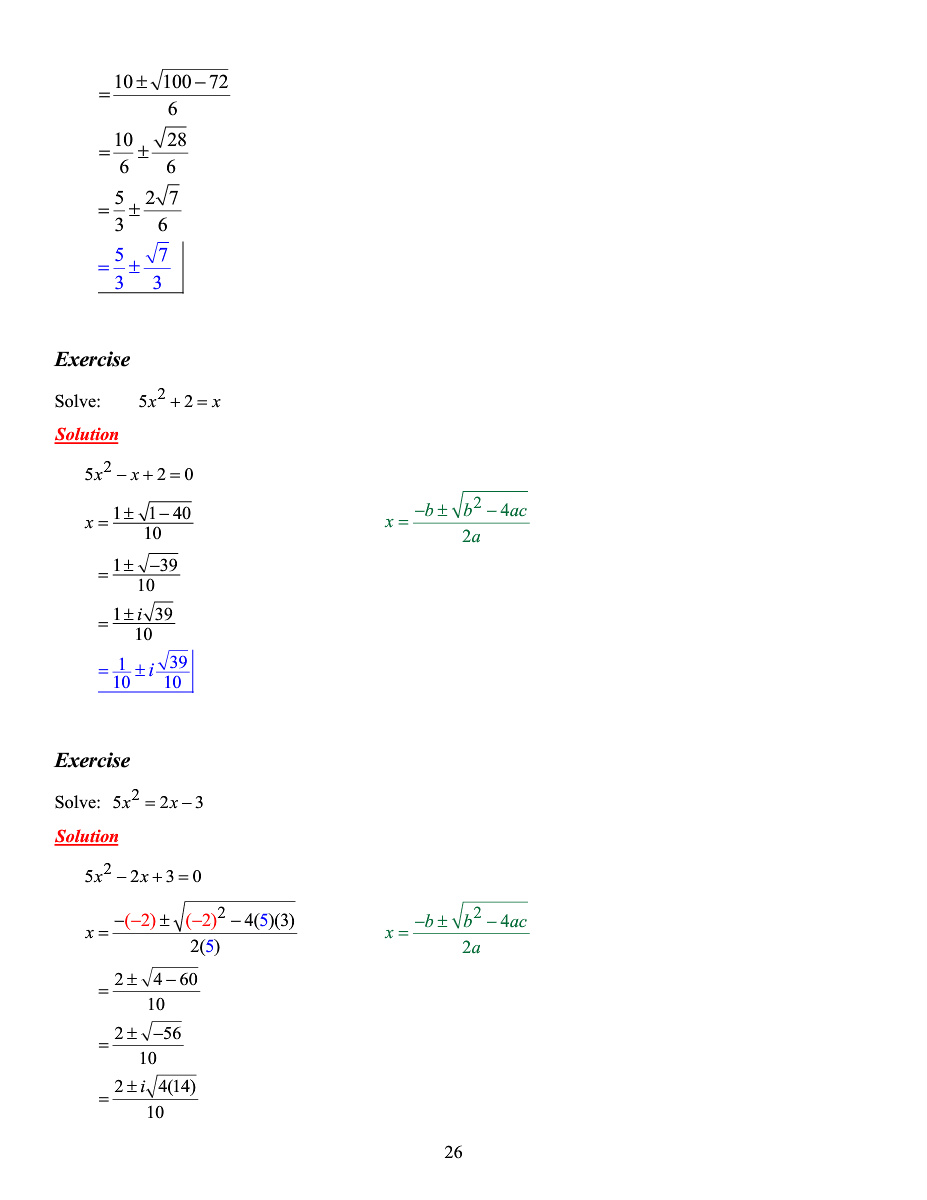 = \frac{10 \pm \sqrt{100 - 72}}{6}
= \frac{10}{6} \pm \frac{\sqrt{28}}{6}
= \frac{5}{3} \pm \frac{2\sqrt{7}}{6}
= \frac{5}{3} \pm \frac{\sqrt{7}}{3}
Exercise
Solve: 5x^2 + 2 = x
Solution
5x^2 - x + 2 = 0
x = \frac{1 \pm \sqrt{1 - 40}}{10} x = \frac{-b \pm \sqrt{b^2 - 4ac}}{2a}
= \frac{1 \pm \sqrt{-39}}{10}
= \frac{1 \pm i\sqrt{39}}{10}
= \frac{1}{10} \pm i\frac{\sqrt{39}}{10}
Exercise
Solve: 5x^2 = 2x - 3
Solution
5x^2 - 2x + 3 = 0
x = \frac{-(-2) \pm \sqrt{(-2)^2 - 4(5)(3)}}{2(5)} x = \frac{-b \pm \sqrt{b^2 - 4ac}}{2a}
= \frac{2 \pm \sqrt{4 - 60}}{10}
= \frac{2 \pm \sqrt{-56}}{10}
= \frac{2 \pm i\sqrt{4(14)}}{10}
26